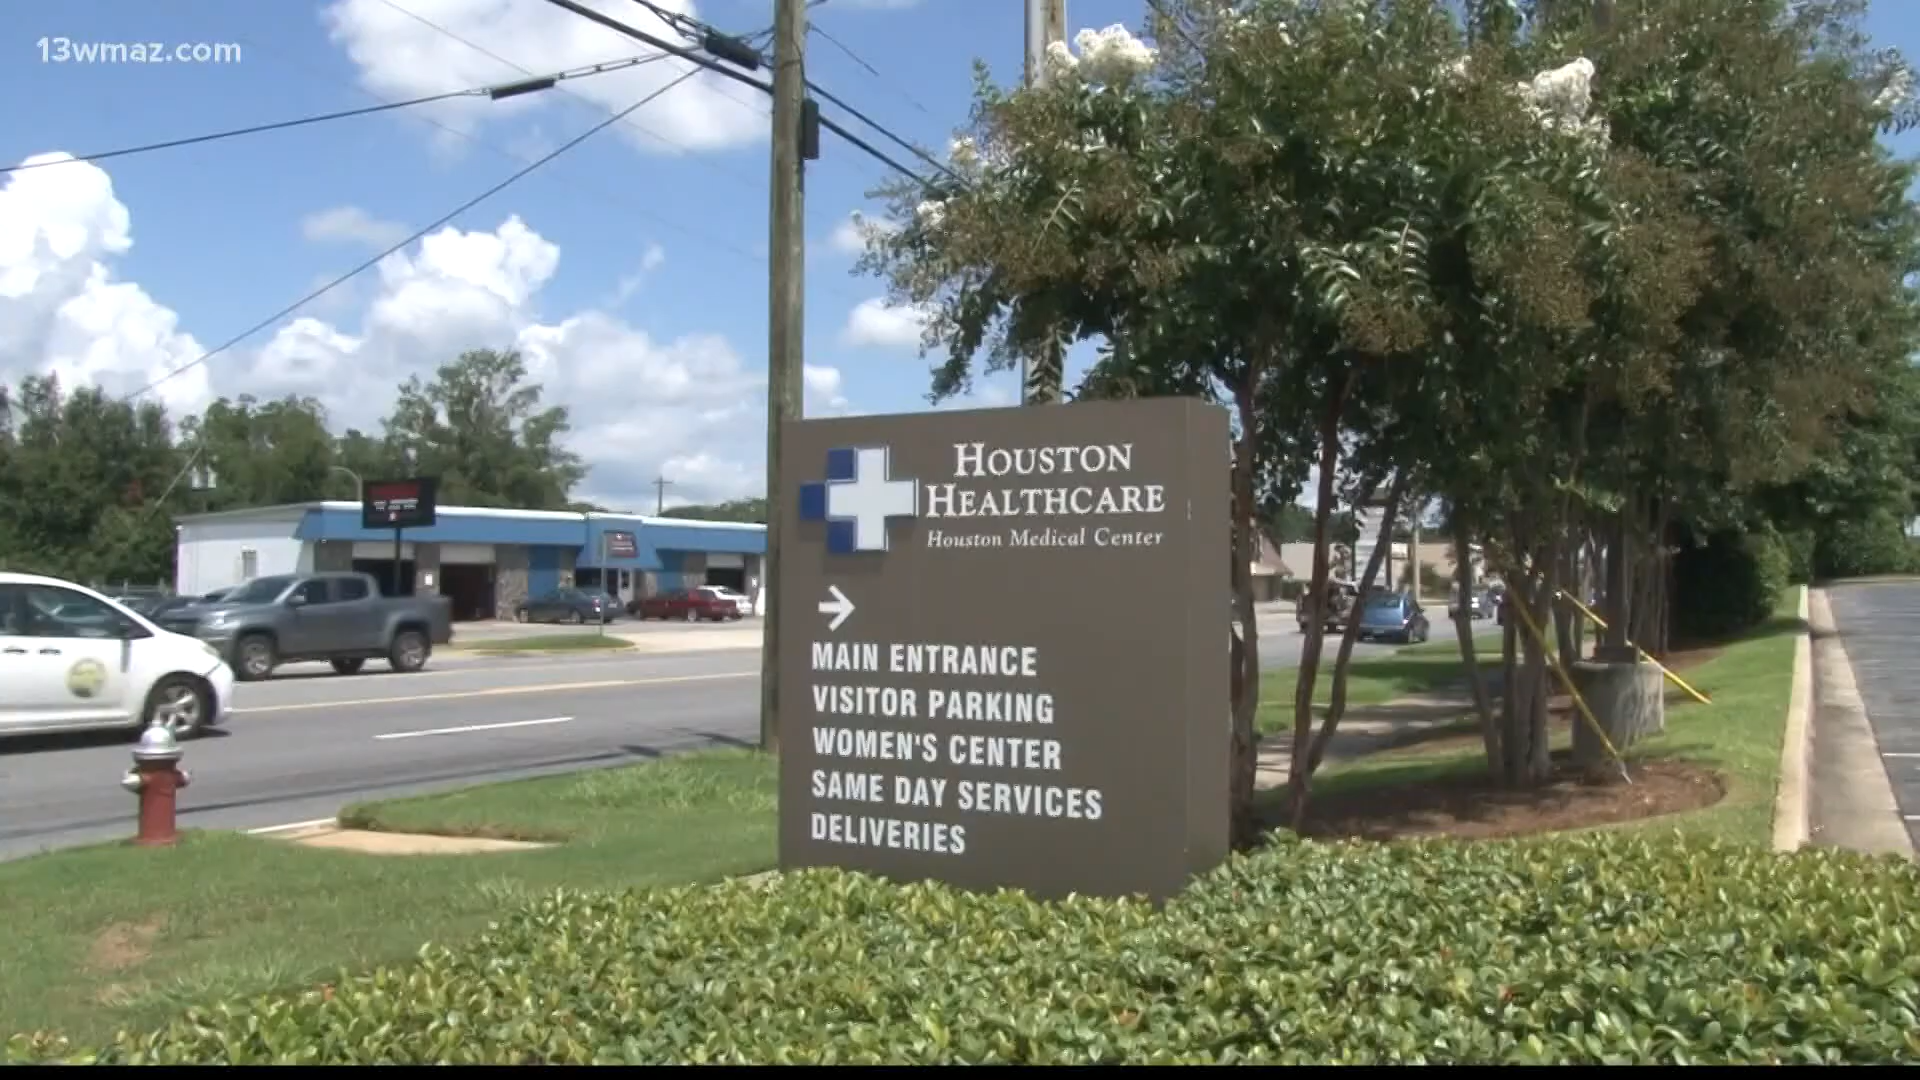 13wmaz.com
HOUSTON
HEALTHCARE
Houston Medical Center
MAIN ENTRANCE
VISITOR PARKING
WOMEN'S CENTER
SAME DAY SERVICES
DELIVERIES